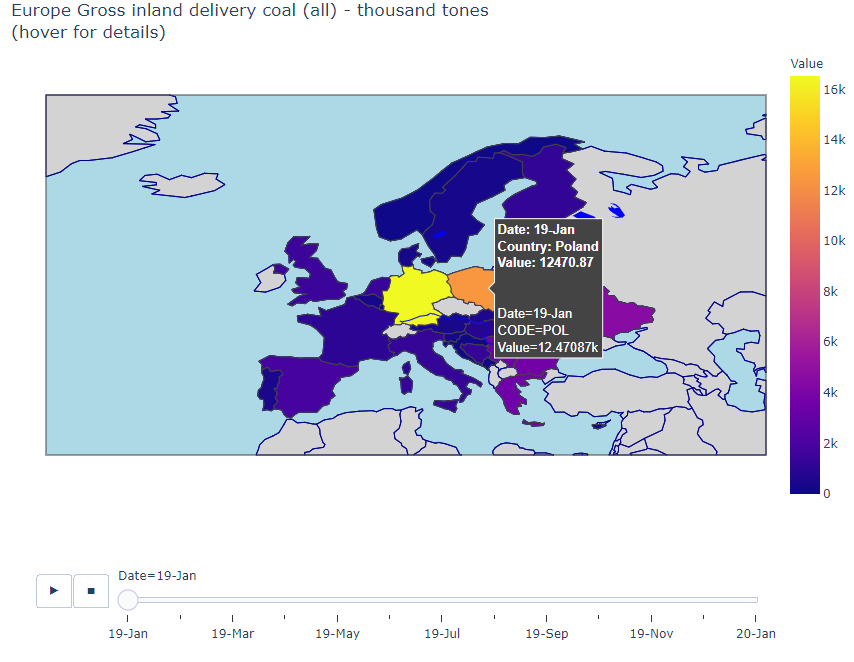 Europe Gross inland delivery coal (all) - thousand tones
(hover for details)
Value
16k
14k
12k
10k
8k
6k
4k
2k
0
Date: 19-Jan
Country: Poland
Value: 12470.87
Date=19-Jan
CODE=POL
Value=12.47087k
Date=19-Jan
19-Jan
19-Mar
19-May
19-Jul
19-Sep
19-Nov
20-Jan